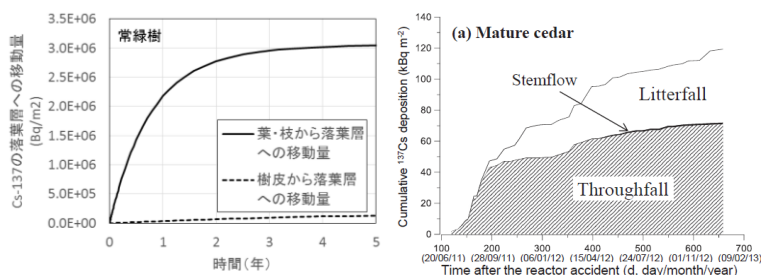 常緑樹
Cs-137の落葉層への移動量
(Bq/m2)
3.5E+06
3.0E+06
2.5E+06
2.0E+06
1.5E+06
1.0E+06
5.0E+05
0.0E+00
葉・枝から落葉層
への移動量
樹皮から落葉層
への移動量
0 1 2 3 4 5
時間(年)
(a) Mature cedar
Cumulative ¹³⁷Cs deposition (kBq m⁻²)
140
120
100
80
60
40
20
0
Stemflow
Litterfall
Throughfall
100 200 300 400 500 600 700
(20/06/11) (28/09/11) (06/01/12) (15/04/12) (24/07/12) (01/11/12) (09/02/13)
Time after the reactor accident (d, day/month/year)